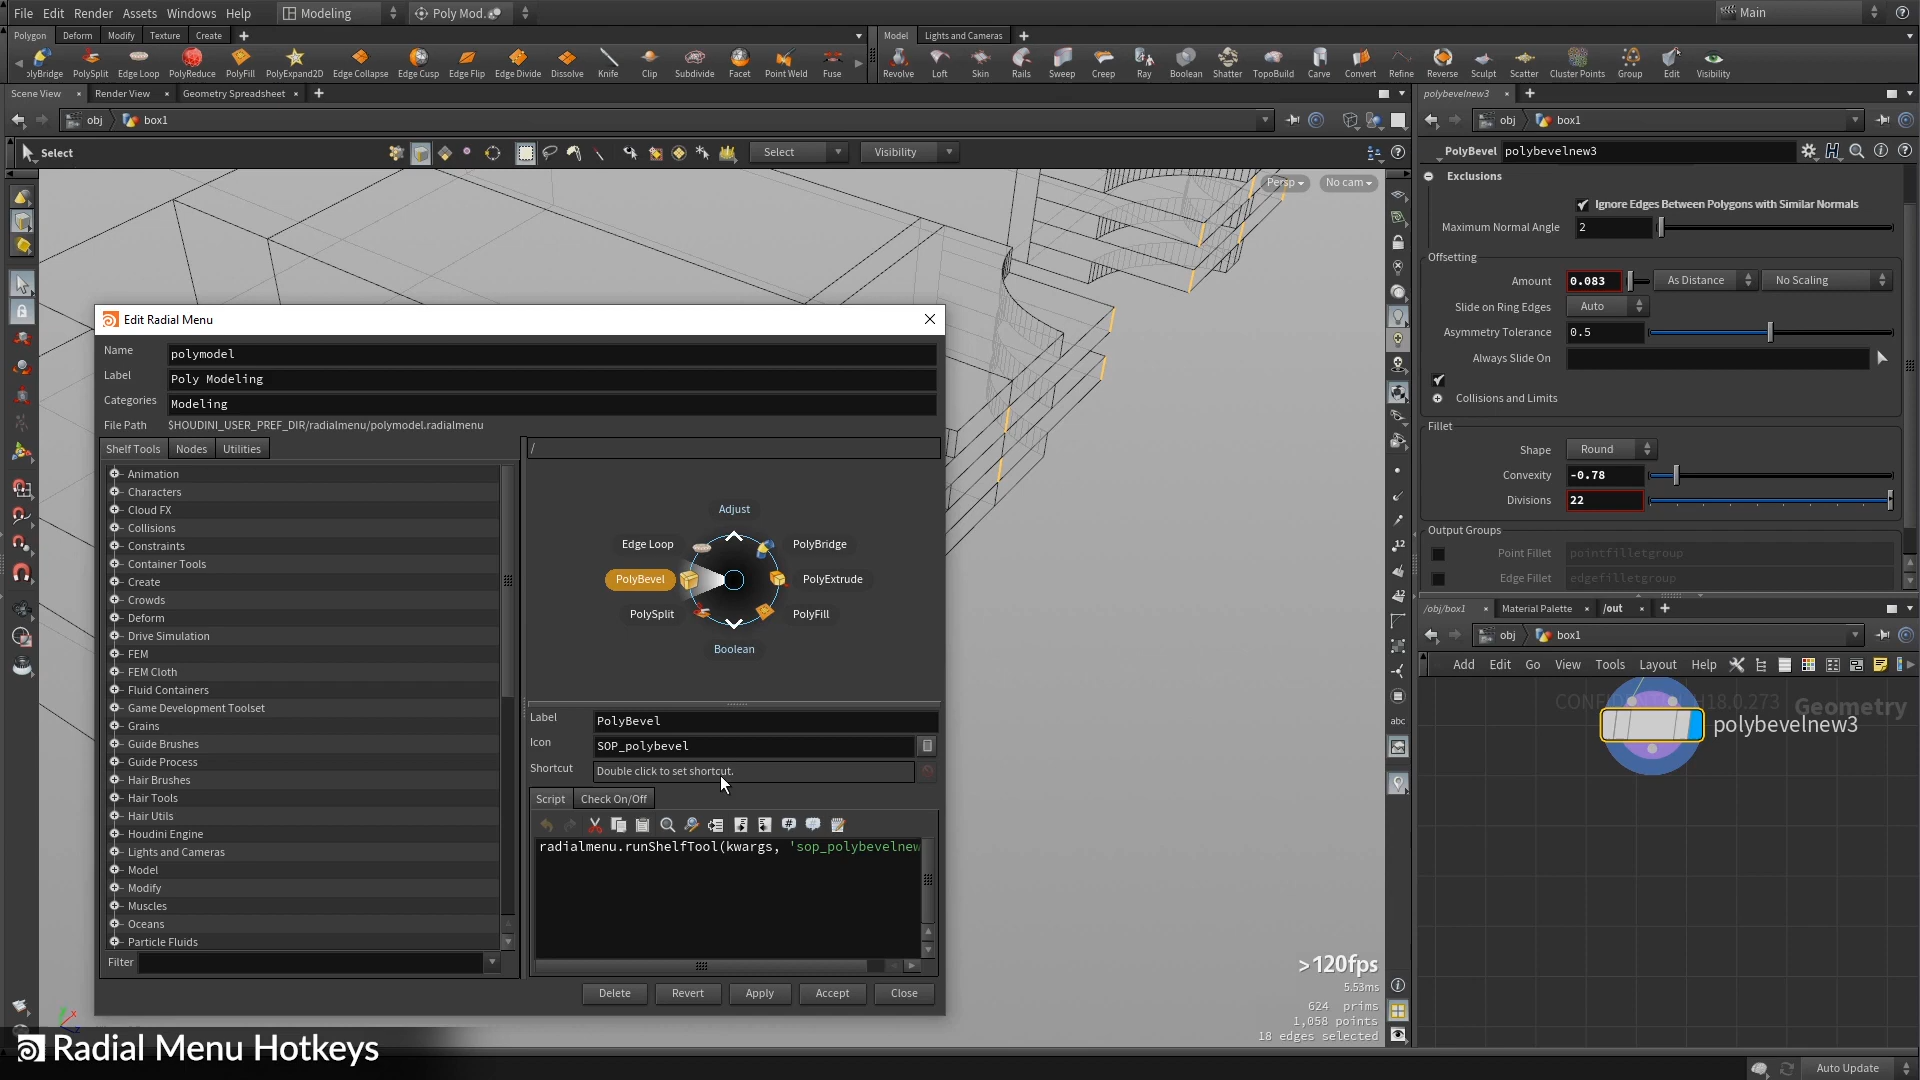 File Edit Render Assets Windows Help Modeling Poly Mod. Main
Polygon Deform Modify Texture Create Model Lights and Cameras
olyBridge PolySplit Edge Loop PolyReduce PolyFill PolyExpand2D Edge Collapse Edge Cusp Edge Flip Edge Divide Dissolve Knife Clip Subdivide Facet Point Weld Fuse Revolve Loft Skin Rails Sweep Creep Ray Boolean Shatter TopoBuild Carve Convert Refine Reverse Sculpt Scatter Cluster Points Group Edit Visibility
Scene View Render View Geometry Spreadsheet polybevelnew3
obj box1 obj box1
Select Select Visibility PolyBevel polybevelnew3
Persp No cam
Exclusions
Ignore Edges Between Polygons with Similar Normals
Maximum Normal Angle 2
Offsetting
Amount 0.083 As Distance No Scaling
Slide on Ring Edges Auto
Asymmetry Tolerance 0.5
Always Slide On
Collisions and Limits
Fillet
Shape Round
Convexity -0.78
Divisions 22
Output Groups
Point Fillet pointfilletgroup
Edge Fillet edgefilletgroup
Edit Radial Menu
Name polymodel
Label Poly Modeling
Categories Modeling
File Path $HOUDINI_USER_PREF_DIR/radialmenu/polymodel.radialmenu
Shelf Tools Nodes Utilities /
Animation
Characters
Cloud FX
Collisions
Constraints
Container Tools
Create
Crowds
Deform
Drive Simulation
FEM
FEM Cloth
Fluid Containers
Game Development Toolset
Grains
Guide Brushes
Guide Process
Hair Brushes
Hair Tools
Hair Utils
Houdini Engine
Lights and Cameras
Model
Modify
Muscles
Oceans
Particle Fluids
Filter
Adjust
Edge Loop PolyBridge
PolyBevel PolyExtrude
PolySplit PolyFill
Boolean
Label PolyBevel
Icon SOP_polybevel
Shortcut Double click to set shortcut.
Script Check On/Off
radialmenu.runShelfTool(kwargs, 'sop_polybevelnew
Delete Revert Apply Accept Close
12
12
abc
/obj/box1 Material Palette /out
obj box1
Add Edit Go View Tools Layout Help
H18.0.273 Geometry
polybevelnew3
>120fps
5.53ms
624 prims
1,058 points
18 edges selected
Radial Menu Hotkeys
Auto Update